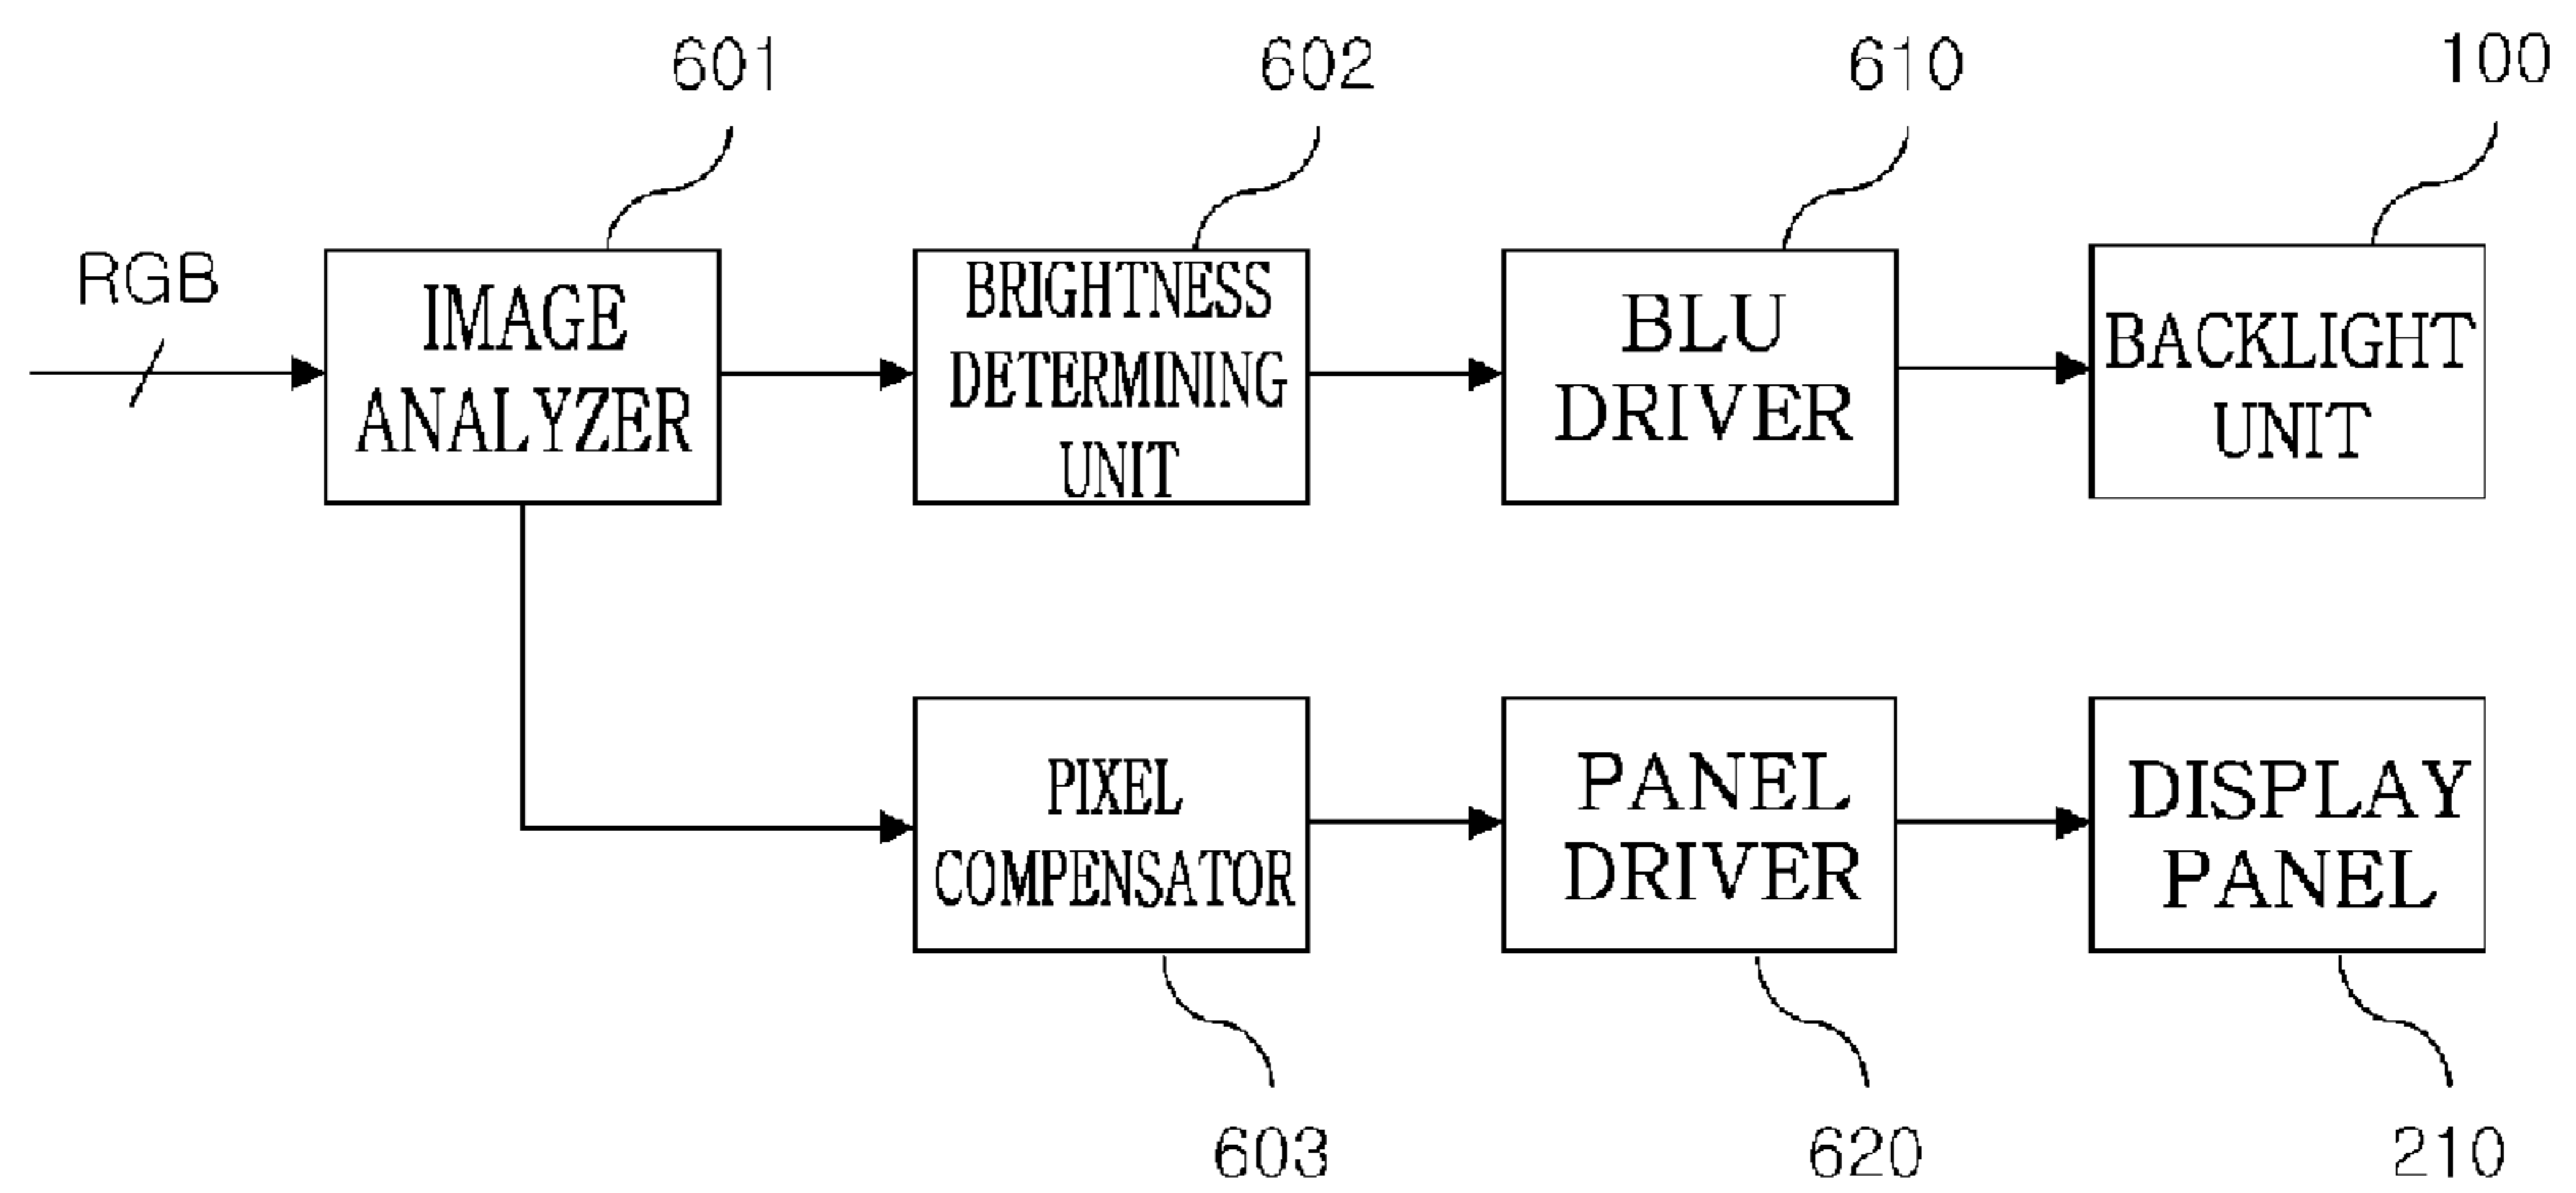 601
602
610
100
RGB
IMAGE
ANALYZER
BRIGHTNESS
DETERMINING
UNIT
BLU
DRIVER
BACKLIGHT
UNIT
PIXEL
COMPENSATOR
PANEL
DRIVER
DISPLAY
PANEL
603
620
210